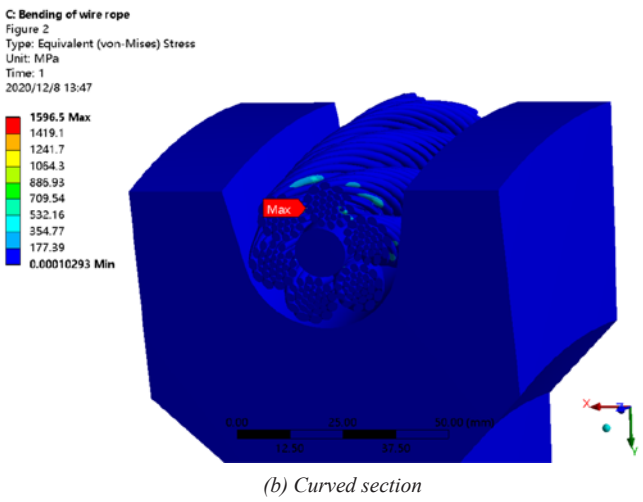 C: Bending of wire rope
Figure 2
Type: Equivalent (von-Mises) Stress
Unit: MPa
Time: 1
2020/12/8 13:47
1596.5 Max
1419.1
1241.7
1064.3
886.93
709.54
532.16
354.77
177.39
0.00010293 Min
Max
X
Z
Y
0.00
25.00
50.00 (mm)
12.50
37.50
(b) Curved section